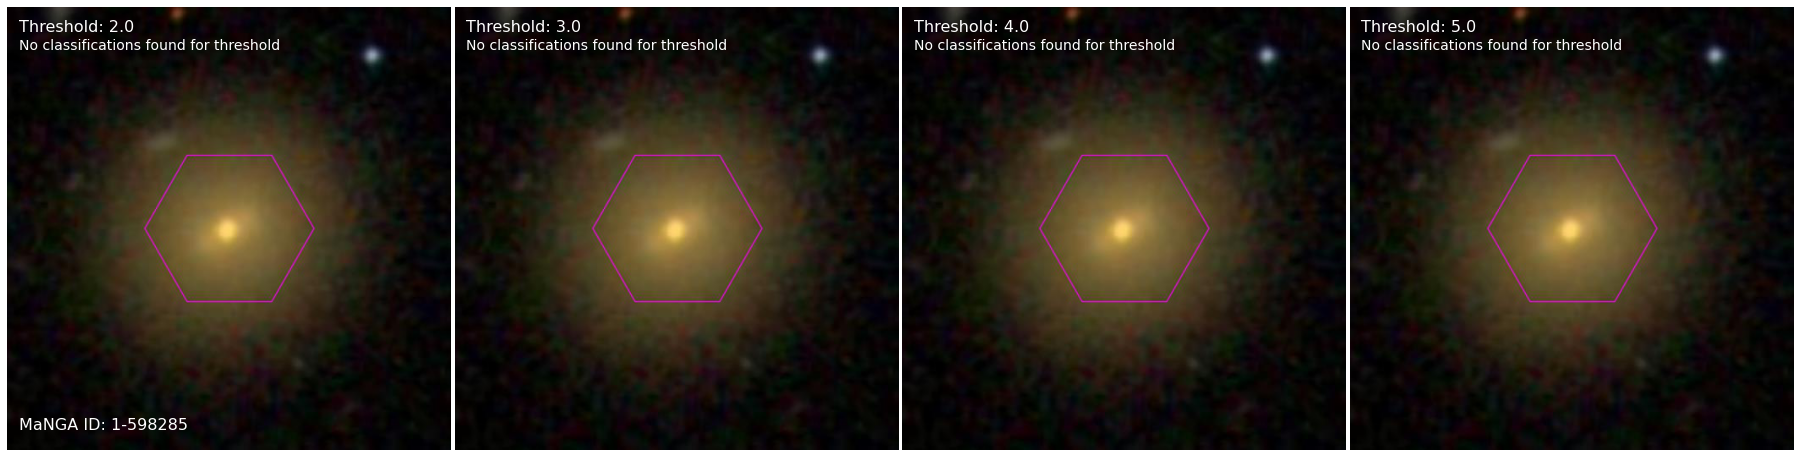 Threshold: 2.0
No classifications found for threshold
MaNGA ID: 1-598285
Threshold: 3.0
No classifications found for threshold
Threshold: 4.0
No classifications found for threshold
Threshold: 5.0
No classifications found for threshold